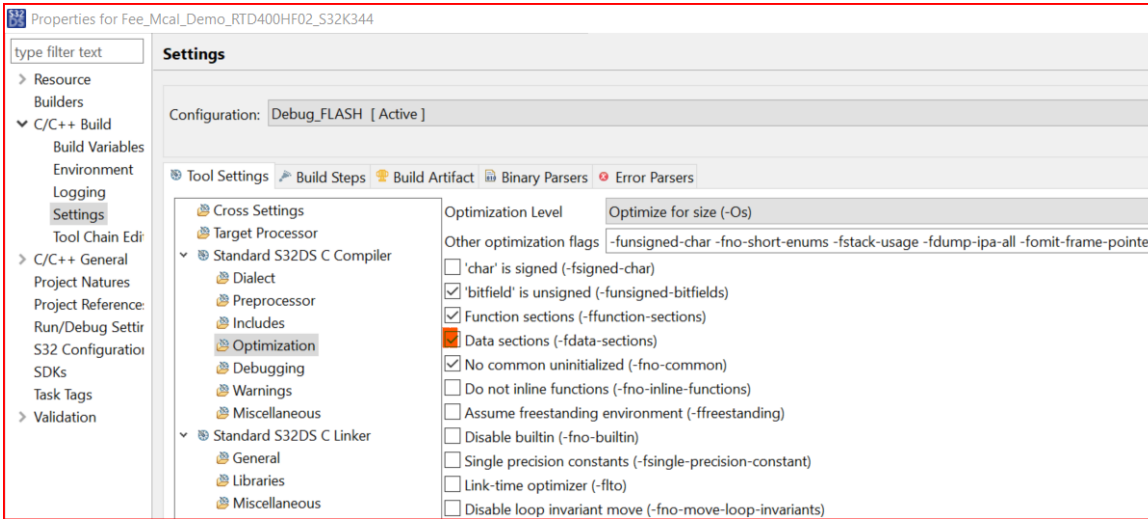 Properties for Fee_Mcal_Demo_RTD400HF02_S32K344
type filter text
Settings
Resource
Builders
C/C++ Build
Build Variables
Environment
Logging
Settings
Tool Chain Edi
C/C++ General
Project Natures
Project Reference:
Run/Debug Settir
S32 Configuratior
SDKs
Task Tags
Validation
Configuration: Debug_FLASH [ Active ]
Tool Settings Build Steps Build Artifact Binary Parsers Error Parsers
Cross Settings
Target Processor
Standard S32DS C Compiler
Dialect
Preprocessor
Includes
Optimization
Debugging
Warnings
Miscellaneous
Standard S32DS C Linker
General
Libraries
Miscellaneous
Optimization Level Optimize for size (-Os)
Other optimization flags -funsigned-char -fno-short-enums -fstack-usage -fdump-ipa-all -fomit-frame-pointe
'char' is signed (-fsigned-char)
'bitfield' is unsigned (-funsigned-bitfields)
Function sections (-ffunction-sections)
Data sections (-fdata-sections)
No common uninitialized (-fno-common)
Do not inline functions (-fno-inline-functions)
Assume freestanding environment (-ffreestanding)
Disable builtin (-fno-builtin)
Single precision constants (-fsingle-precision-constant)
Link-time optimizer (-flto)
Disable loop invariant move (-fno-move-loop-invariants)